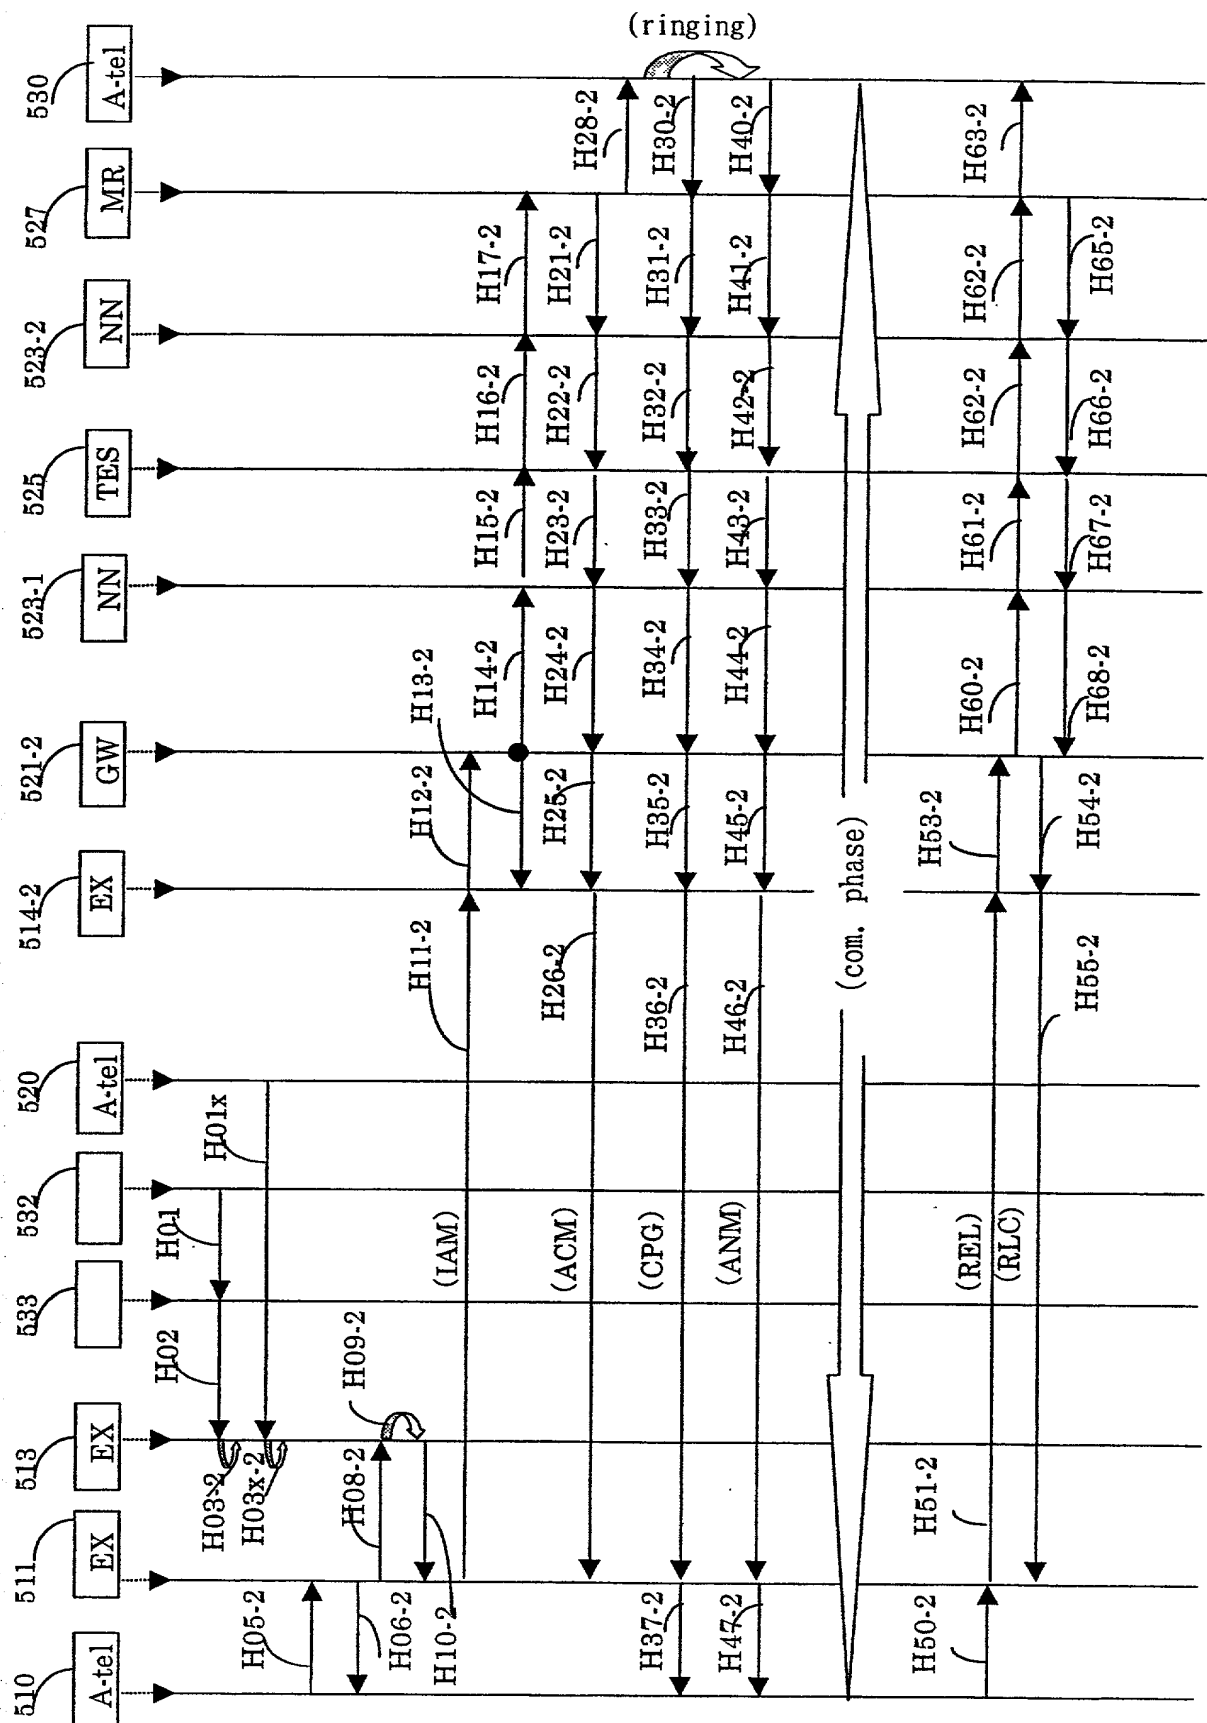 510
A-tel
511
EX
513
EX
533
532
520
A-tel
514-2
EX
521-2
GW
523-1
NN
525
TES
523-2
NN
527
MR
530
A-tel
H01
H02
H03-2
H01x
H03x-2
H05-2
H06-2
H08-2
H09-2
H10-2
(IAM)
H11-2
H12-2
H13-2
H14-2
H15-2
H16-2
H17-2
(ACM)
H21-2
H22-2
H23-2
H24-2
H25-2
H26-2
H28-2
(ringing)
(CPG)
H30-2
H31-2
H32-2
H33-2
H34-2
H35-2
H36-2
H37-2
(ANM)
H40-2
H41-2
H42-2
H43-2
H44-2
H45-2
H46-2
H47-2
(com. phase)
(REL)
H50-2
H51-2
H53-2
H54-2
H55-2
(RLC)
H60-2
H61-2
H62-2
H62-2
H63-2
H65-2
H66-2
H67-2
H68-2